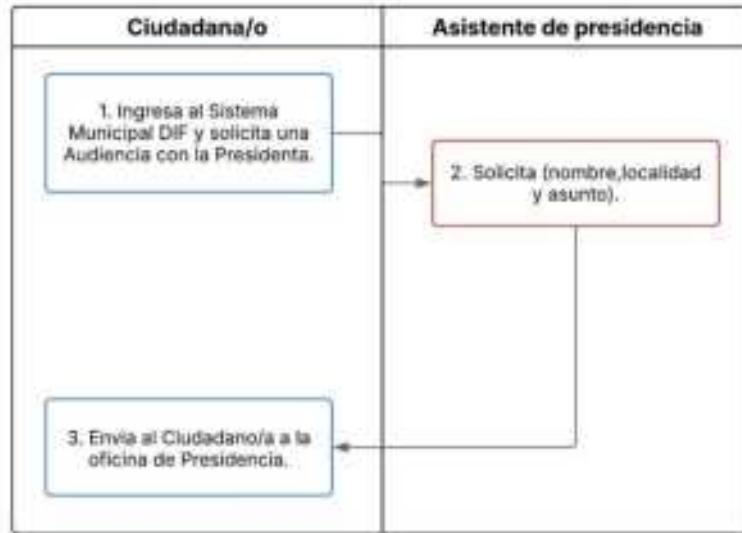 Ciudadana/o
Asistente de presidencia
1. Ingresa al Sistema
Municipal DIF y solicita una
Audiencia con la Presidenta.
2. Solicita (nombre,localidad
y asunto).
3. Envia al Ciudadano/a a la
oficina de Presidencia.